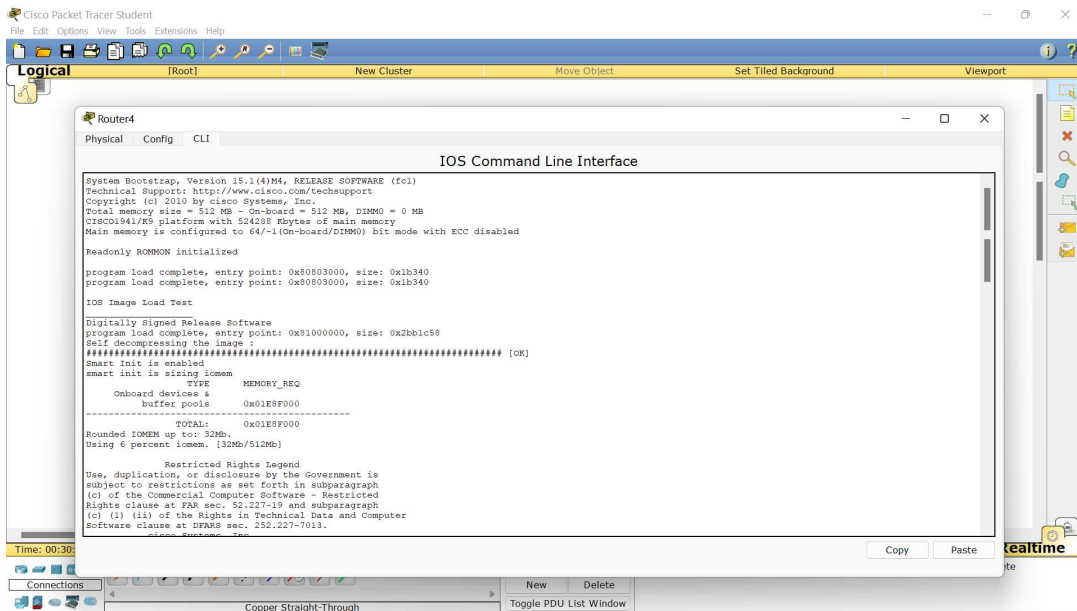 Cisco Packet Tracer Student
File Edit Options View Tools Extensions Help
Logical [Root] New Cluster Move Object Set Tiled Background Viewport
Router4
Physical Config CLI
IOS Command Line Interface
System Bootstrap, Version 15.1(4)M4, RELEASE SOFTWARE (fc1)
Technical Support: http://www.cisco.com/techsupport
Copyright (c) 2010 by cisco Systems, Inc.
Total memory size = 512 MB - On-board = 512 MB, DIMM0 = 0 MB
CISCO1941/K9 platform with 524288 Kbytes of main memory
Main memory is configured to 64/-1(On-board/DIMM0) bit mode with ECC disabled
Readonly ROMMON initialized
program load complete, entry point: 0x80803000, size: 0x1b340
program load complete, entry point: 0x80803000, size: 0x1b340
IOS Image Load Test
___________________
Digitally Signed Release Software
program load complete, entry point: 0x81000000, size: 0x2bb1c58
Self decompressing the image :
########################################################################## [OK]
Smart Init is enabled
smart init is sizing iomem
TYPE MEMORY_REQ
Onboard devices &
buffer pools 0x01E8F000
-----------------------------------------------
TOTAL: 0x01E8F000
Rounded IOMEM up to: 32Mb.
Using 6 percent iomem. [32Mb/512Mb]
Restricted Rights Legend
Use, duplication, or disclosure by the Government is
subject to restrictions as set forth in subparagraph
(c) of the Commercial Computer Software - Restricted
Rights clause at FAR sec. 52.227-19 and subparagraph
(c) (1) (ii) of the Rights in Technical Data and Computer
Software clause at DFARS sec. 252.227-7013.
cisco Systems, Inc.
Copy Paste
Time: 00:30: Realtime
Connections
New Delete
Copper Straight-Through
Toggle PDU List Window